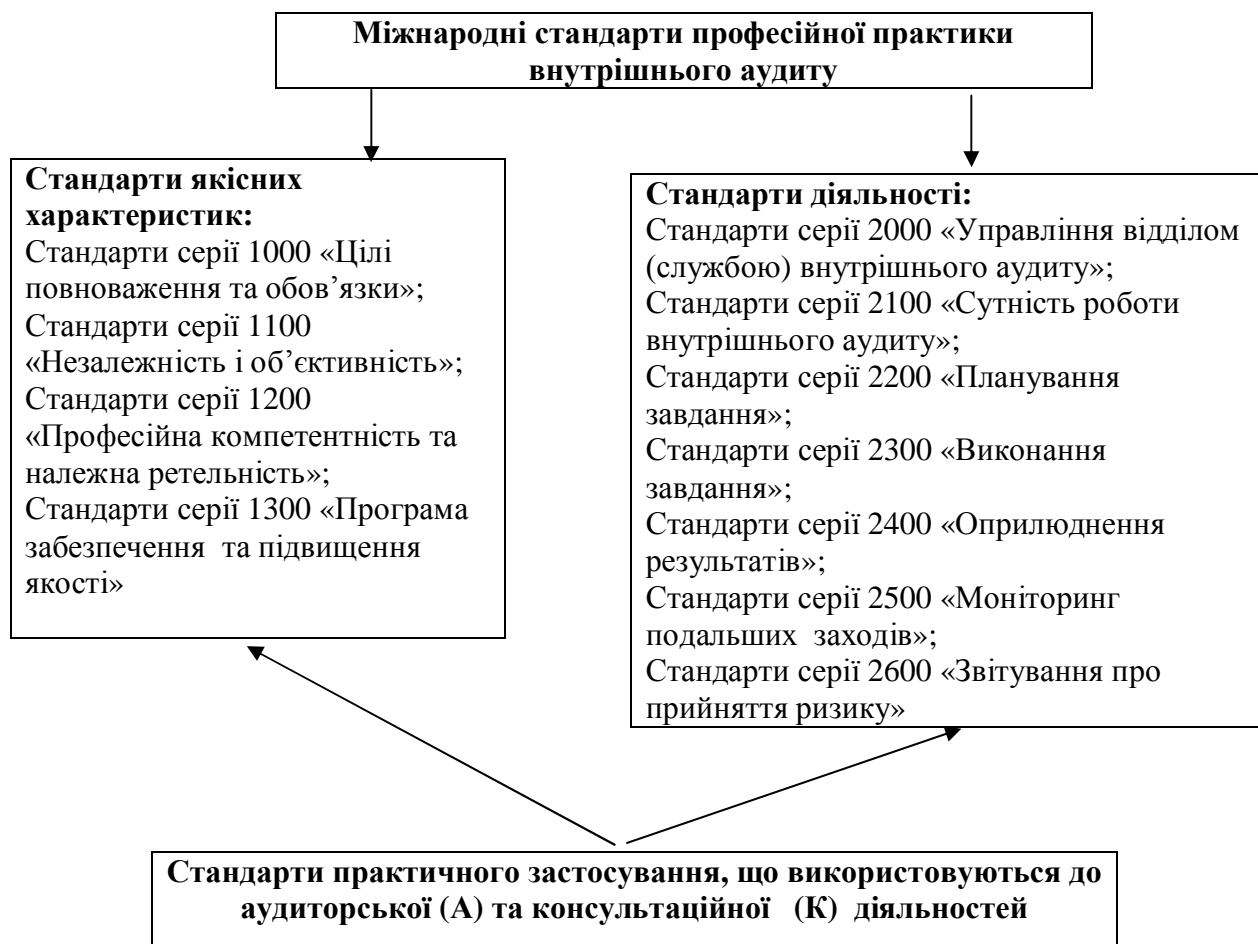 Міжнародні стандарти професійної практики
внутрішнього аудиту
Стандарти якісних
характеристик:
Стандарти серії 1000 «Цілі
повноваження та обов’язки»;
Стандарти серії 1100
«Незалежність і об’єктивність»;
Стандарти серії 1200
«Професійна компетентність та
належна ретельність»;
Стандарти серії 1300 «Програма
забезпечення та підвищення
якості»
Стандарти діяльності:
Стандарти серії 2000 «Управління відділом
(службою) внутрішнього аудиту»;
Стандарти серії 2100 «Сутність роботи
внутрішнього аудиту»;
Стандарти серії 2200 «Планування
завдання»;
Стандарти серії 2300 «Виконання
завдання»;
Стандарти серії 2400 «Оприлюднення
результатів»;
Стандарти серії 2500 «Моніторинг
подальших заходів»;
Стандарти серії 2600 «Звітування про
прийняття ризику»
Стандарти практичного застосування, що використовуються до
аудиторської (А) та консультаційної (К) діяльностей